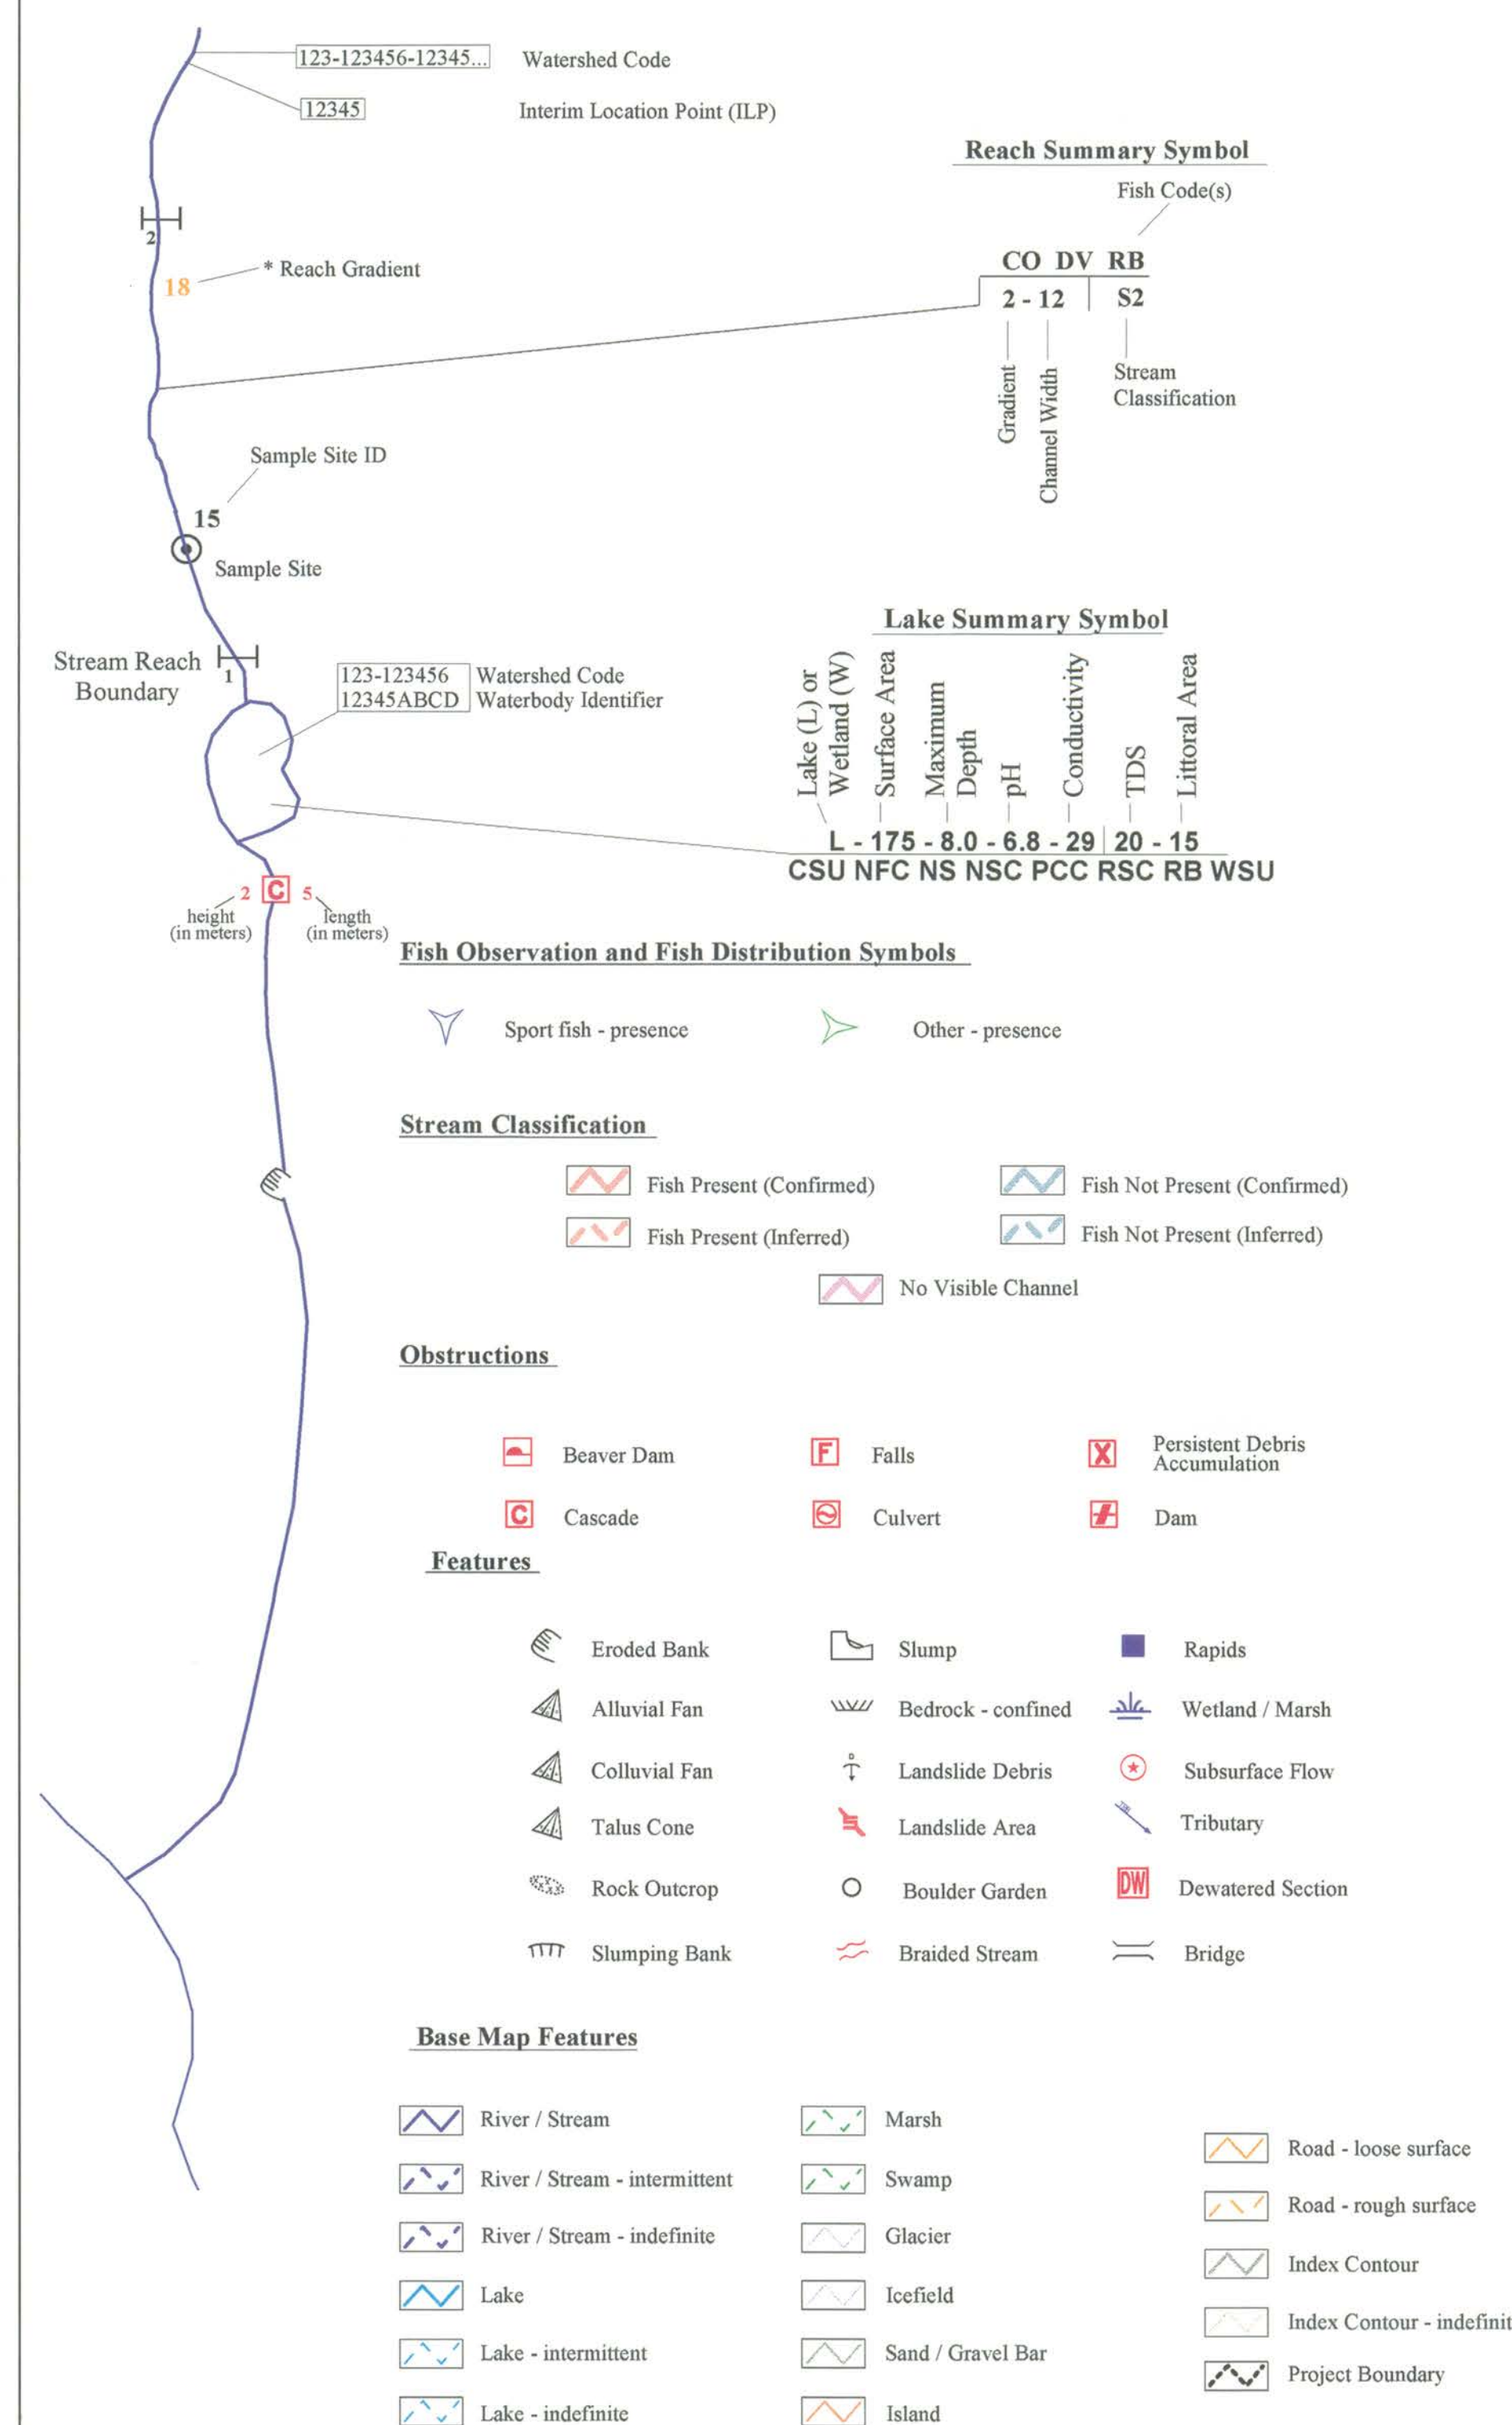 123-123456-12345... Watershed Code
12345 Interim Location Point (ILP)
Reach Summary Symbol
Fish Code(s)
2
18
* Reach Gradient
CO DV RB
2 - 12 S2
Gradient
Channel Width
Stream
Classification
Sample Site ID
15
Sample Site
Stream Reach
Boundary
1
123-123456 Watershed Code
12345ABCD Waterbody Identifier
Lake Summary Symbol
Lake (L) or
Wetland (W)
Surface Area
Maximum
Depth
pH
Conductivity
TDS
Littoral Area
L - 175 - 8.0 - 6.8 - 29 20 - 15
CSU NFC NS NSC PCC RSC RB WSU
2 C 5
height
(in meters)
length
(in meters)
Fish Observation and Fish Distribution Symbols
Sport fish - presence
Other - presence
Stream Classification
Fish Present (Confirmed)
Fish Not Present (Confirmed)
Fish Present (Inferred)
Fish Not Present (Inferred)
No Visible Channel
Obstructions
Beaver Dam
F Falls
X Persistent Debris
Accumulation
C Cascade
Culvert
Dam
Features
Eroded Bank
Slump
Rapids
Alluvial Fan
Bedrock - confined
Wetland / Marsh
Colluvial Fan
D Landslide Debris
Subsurface Flow
Talus Cone
Landslide Area
Tributary
Rock Outcrop
Boulder Garden
DW Dewatered Section
Slumping Bank
Braided Stream
Bridge
Base Map Features
River / Stream
Marsh
Road - loose surface
River / Stream - intermittent
Swamp
Road - rough surface
River / Stream - indefinite
Glacier
Index Contour
Lake
Icefield
Index Contour - indefinit
Lake - intermittent
Sand / Gravel Bar
Project Boundary
Lake - indefinite
Island